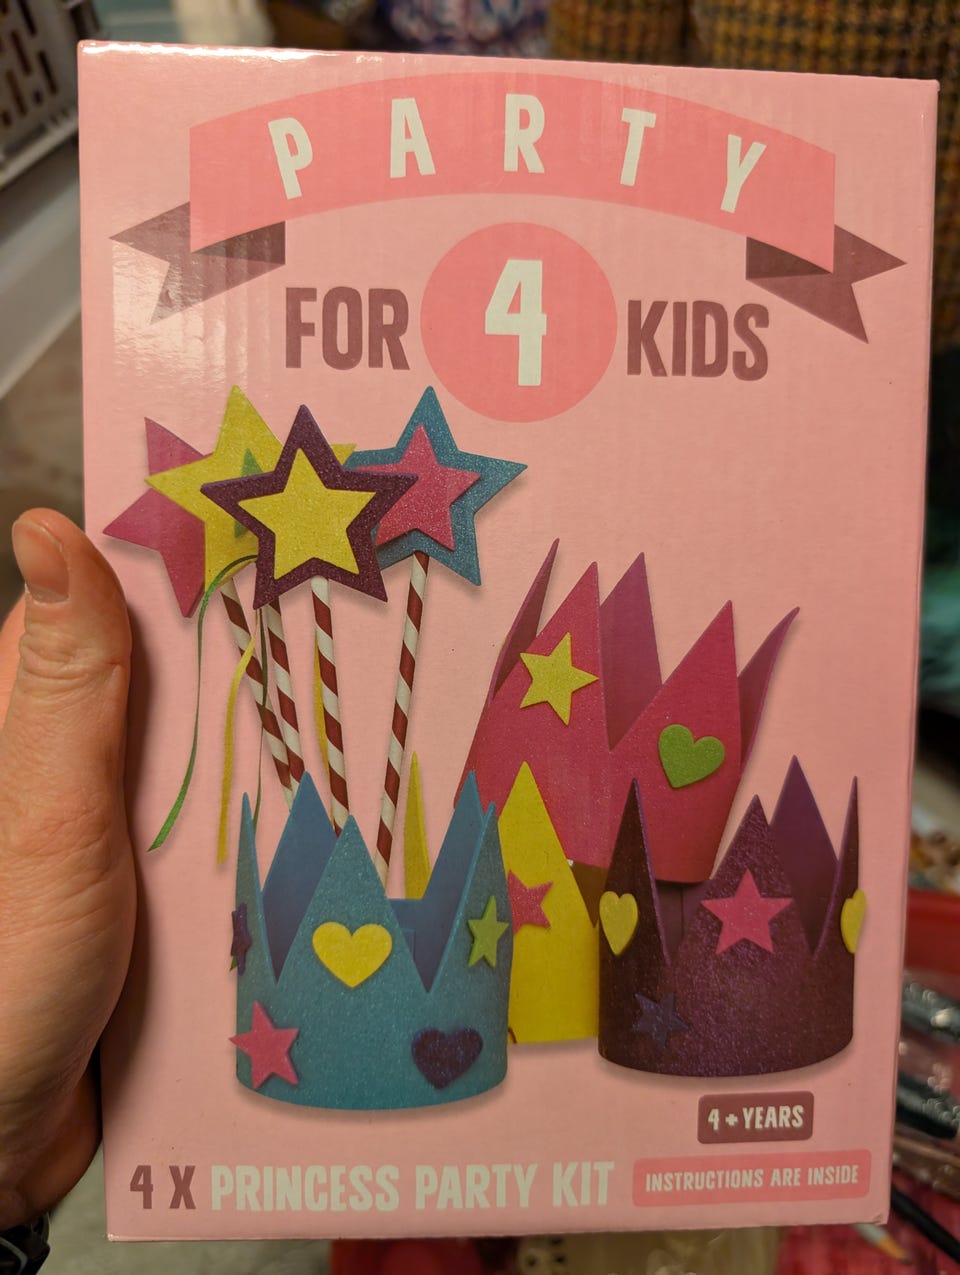 PARTY
FOR 4 KIDS
4+YEARS
4 X PRINCESS PARTY KIT
INSTRUCTIONS ARE INSIDE